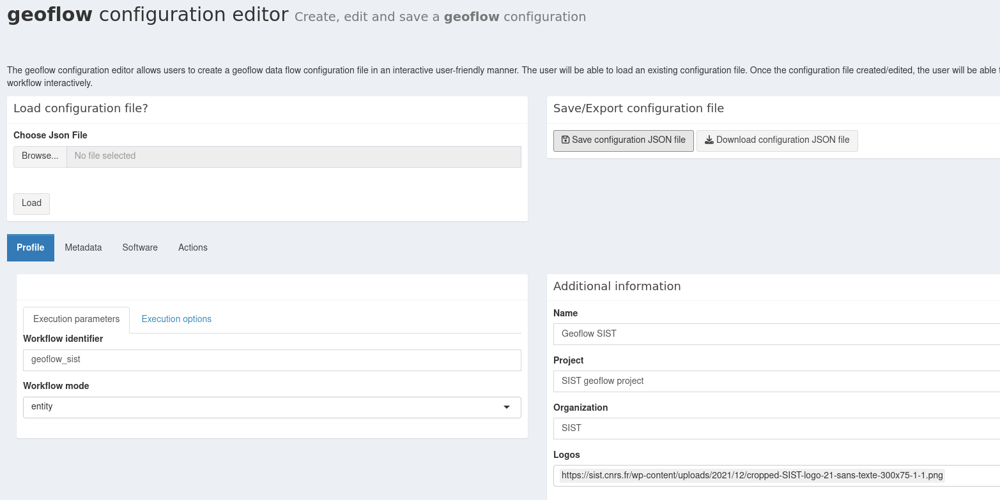 geoflow configuration editor Create, edit and save a geoflow configuration
The geoflow configuration editor allows users to create a geoflow data flow configuration file in an interactive user-friendly manner. The user will be able to load an existing configuration file. Once the configuration file created/edited, the user will be able
workflow interactively.
Load configuration file?
Choose Json File
Browse... No file selected
Load
Save/Export configuration file
Save configuration JSON file Download configuration JSON file
Profile Metadata Software Actions
Execution parameters Execution options
Workflow identifier
geoflow_sist
Workflow mode
entity
Additional information
Name
Geoflow SIST
Project
SIST geoflow project
Organization
SIST
Logos
https://sist.cnrs.fr/wp-content/uploads/2021/12/cropped-SIST-logo-21-sans-texte-300x75-1-1.png